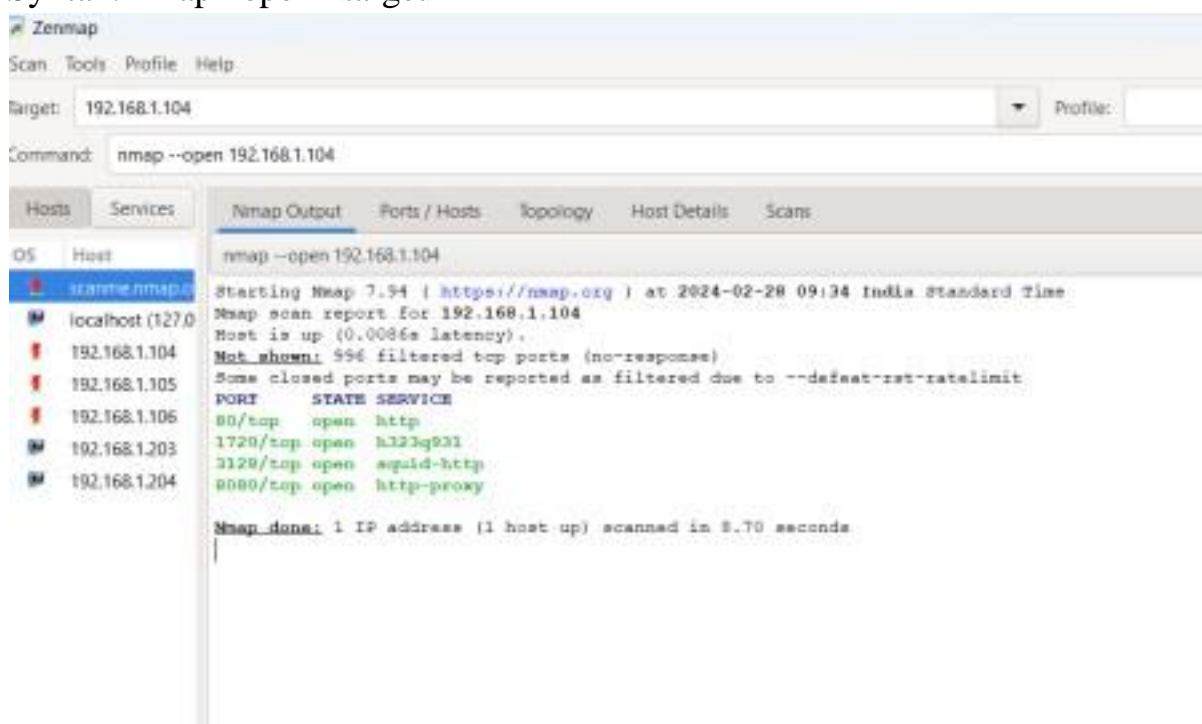 Zenmap
Scan Tools Profile Help
Target: 192.168.1.104 Profile:
Command: nmap --open 192.168.1.104
Hosts Services Nmap Output Ports / Hosts Topology Host Details Scans
OS Host nmap --open 192.168.1.104
scanme.nmap.o
localhost (127.0
192.168.1.104
192.168.1.105
192.168.1.106
192.168.1.203
192.168.1.204
Starting Nmap 7.94 ( https://nmap.org ) at 2024-02-28 09:34 India Standard Time
Nmap scan report for 192.168.1.104
Host is up (0.0086s latency).
Not shown: 996 filtered tcp ports (no-response)
Some closed ports may be reported as filtered due to --defeat-rst-ratelimit
PORT STATE SERVICE
80/tcp open http
1720/tcp open h323q931
3128/tcp open squid-http
8080/tcp open http-proxy
Nmap done: 1 IP address (1 host up) scanned in 8.70 seconds